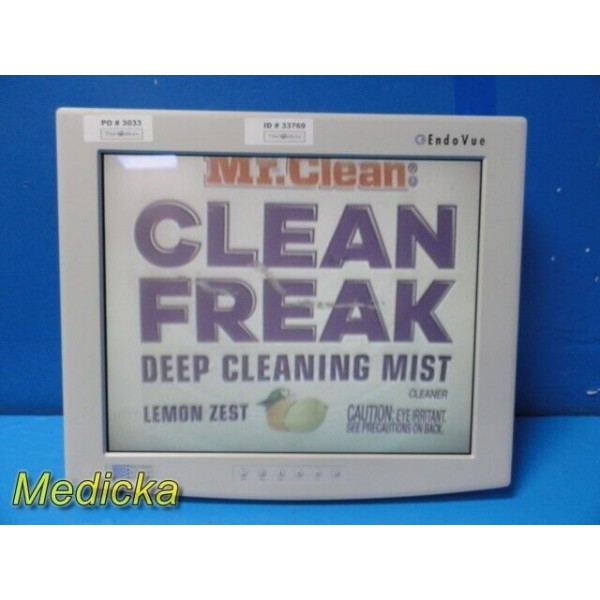 PO # 3033
ID # 33769
EndoVue
Mr.Clean
CLEAN
FREAK
DEEP CLEANING MIST
CLEANER
LEMON ZEST
CAUTION: EYE IRRITANT.
SEE PRECAUTIONS ON BACK.
Medicka